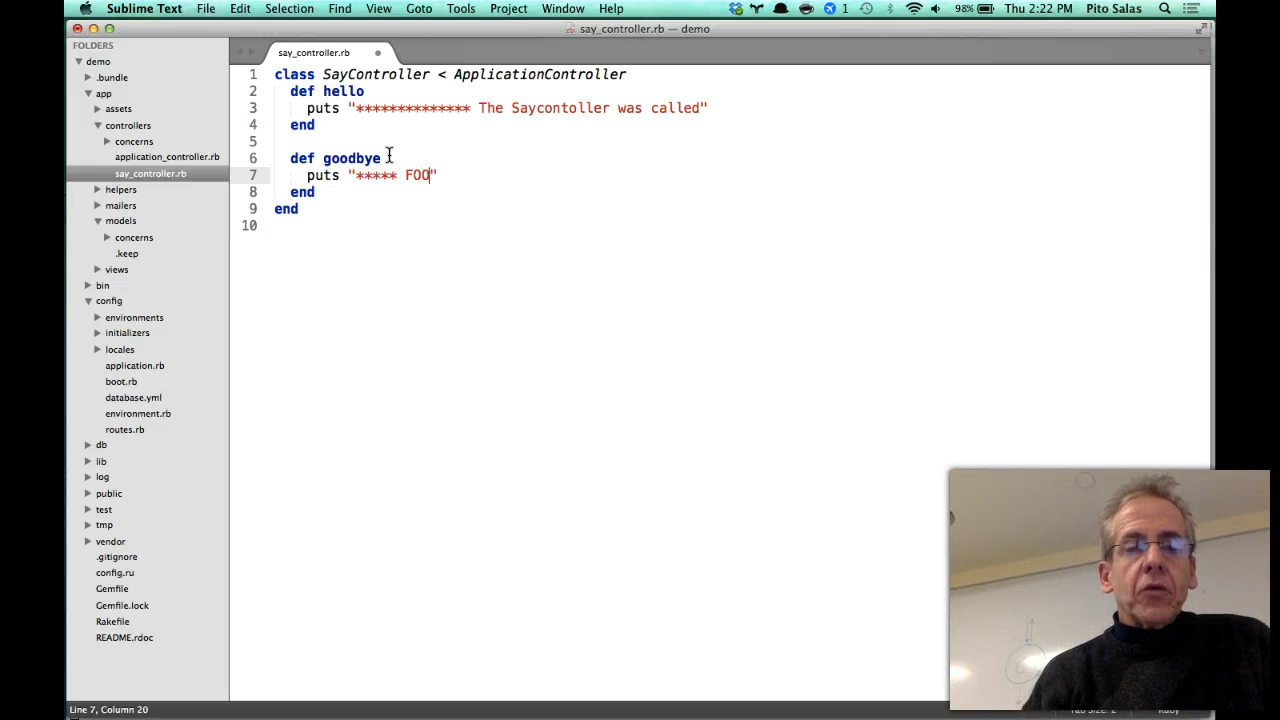 Sublime Text File Edit Selection Find View Goto Tools Project Window Help 1 98% Thu 2:22 PM Pito Salas
say_controller.rb — demo
FOLDERS
demo
.bundle
app
assets
controllers
concerns
application_controller.rb
say_controller.rb
helpers
mailers
models
concerns
.keep
views
bin
config
environments
initializers
locales
application.rb
boot.rb
database.yml
environment.rb
routes.rb
db
lib
log
public
test
tmp
vendor
.gitignore
config.ru
Gemfile
Gemfile.lock
Rakefile
README.rdoc
say_controller.rb
1 class SayController < ApplicationController
2 def hello
3 puts "************** The Saycontoller was called"
4 end
5
6 def goodbye
7 puts "***** FOO"
8 end
9 end
10
Line 7, Column 20
Tab Size: 2
Ruby